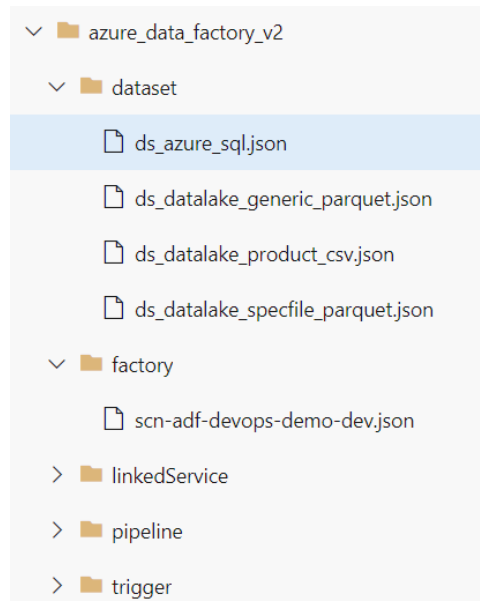 azure_data_factory_v2
dataset
ds_azure_sql.json
ds_datalake_generic_parquet.json
ds_datalake_product_csv.json
ds_datalake_specfile_parquet.json
factory
scn-adf-devops-demo-dev.json
linkedService
pipeline
trigger